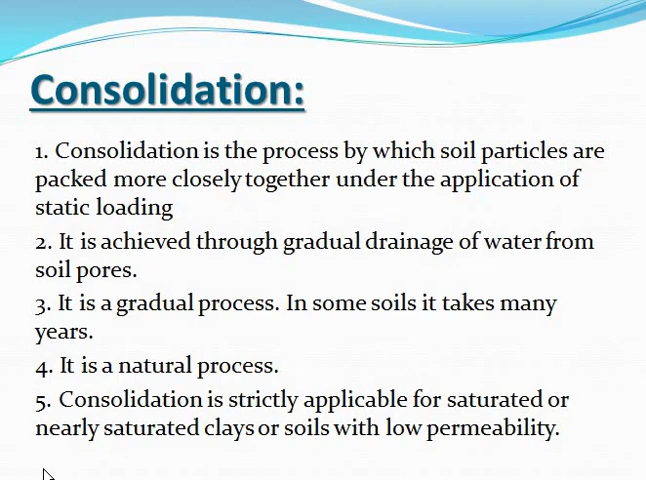 Consolidation:
1. Consolidation is the process by which soil particles are
packed more closely together under the application of
static loading
2. It is achieved through gradual drainage of water from
soil pores.
3. It is a gradual process. In some soils it takes many
years.
4. It is a natural process.
5. Consolidation is strictly applicable for saturated or
nearly saturated clays or soils with low permeability.